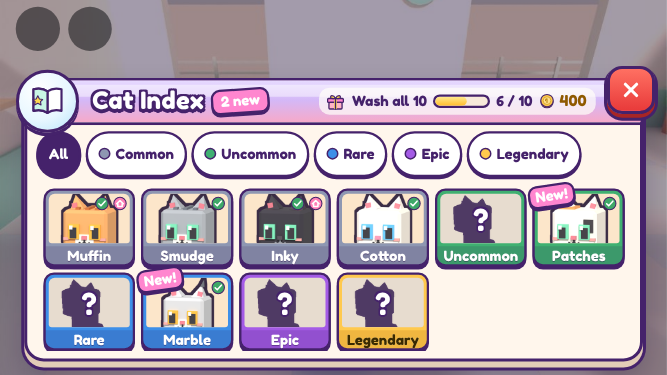 Cat Index
2 new
Wash all 10
6 / 10
400
All
Common
Uncommon
Rare
Epic
Legendary
Muffin
Smudge
Inky
Cotton
?
Uncommon
New!
Patches
?
Rare
New!
Marble
?
Epic
?
Legendary